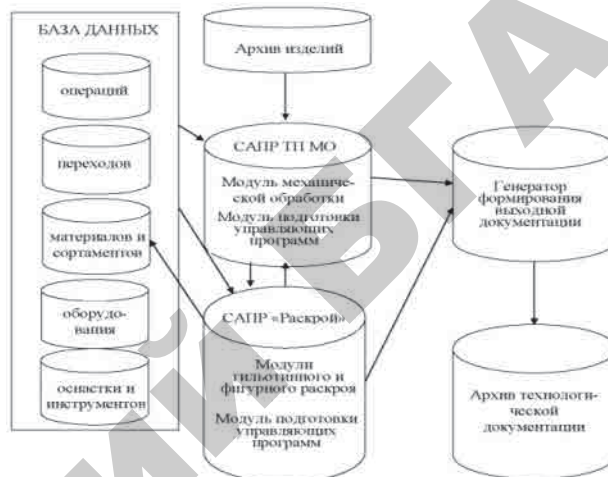 БАЗА ДАННЫХ
операций
переходов
материалов и
сортаментов
оборудо-
вания
оснастки и
инструментов
Архив изделий
САПР ТП МО
Модуль механиче-
ской обработки
Модуль подготовки
управляющих
программ
САПР «Раскрой»
Модули
гильотинного и
фигурного раскроя
Модуль подготовки
управляющих
программ
Генератор
формирования
выходной
документации
Архив технологи-
ческой
документации
ИЙ БГА